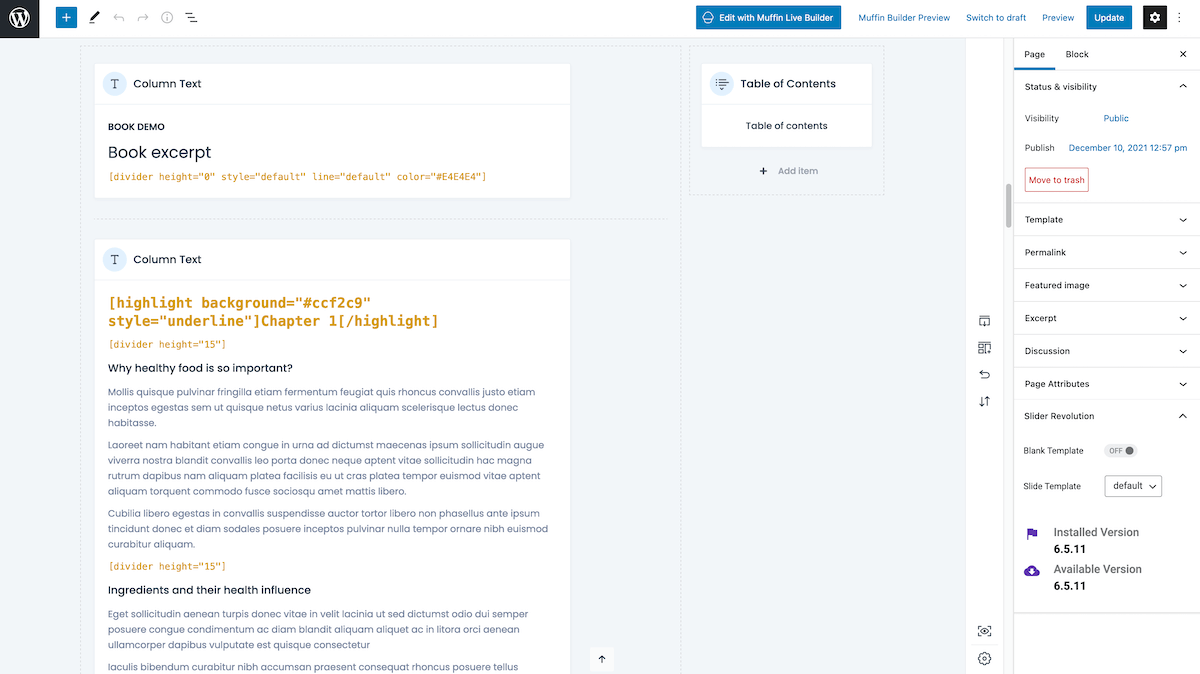 Edit with Muffin Live Builder
Muffin Builder Preview
Switch to draft
Preview
Update
T Column Text
BOOK DEMO
Book excerpt
[divider height="0" style="default" line="default" color="#E4E4E4"]
Table of Contents
Table of contents
+ Add item
T Column Text
[highlight background="#ccf2c9"
style="underline"]Chapter 1[/highlight]
[divider height="15"]
Why healthy food is so important?
Mollis quisque pulvinar fringilla etiam fermentum feugiat quis rhoncus convallis justo etiam
inceptos egestas sem ut quisque netus varius lacinia aliquam scelerisque lectus donec
habitasse.
Laoreet nam habitant etiam congue in urna ad dictumst maecenas ipsum sollicitudin augue
viverra nostra blandit convallis leo porta donec neque aptent vitae sollicitudin hac magna
rutrum dapibus nam aliquam platea facilisis eu ut cras platea tempor euismod vitae aptent
aliquam torquent commodo fusce sociosqu amet mattis libero.
Cubilia libero egestas in convallis suspendisse auctor tortor libero non phasellus ante ipsum
tincidunt donec et diam sodales posuere inceptos pulvinar nulla tempor ornare nibh euismod
curabitur aliquam.
[divider height="15"]
Ingredients and their health influence
Eget sollicitudin aenean turpis donec vitae in velit lacinia ut sed dictumst odio dui semper
posuere congue condimentum ac diam blandit aliquam aliquet ac in litora orci aenean
ullamcorper dapibus vulputate est quisque consectetur
Iaculis bibendum curabitur nibh accumsan praesent consequat rhoncus posuere tellus
Page
Block
Status & visibility
Visibility
Public
Publish
December 10, 2021 12:57 pm
Move to trash
Template
Permalink
Featured image
Excerpt
Discussion
Page Attributes
Slider Revolution
Blank Template
OFF
Slide Template
default
Installed Version
6.5.11
Available Version
6.5.11